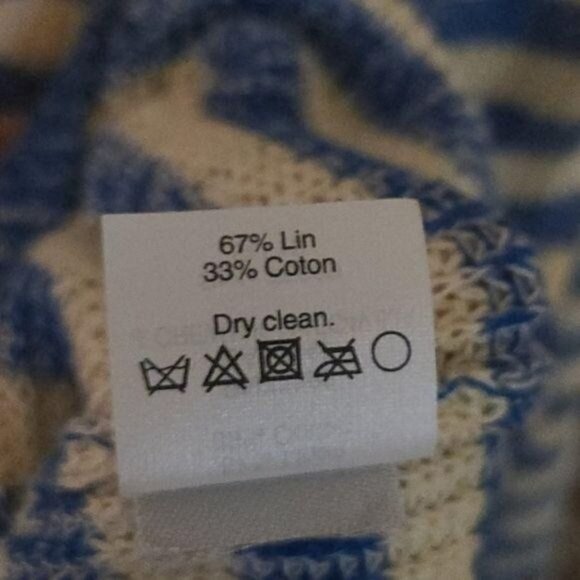 67% Lin
33% Coton
Dry clean.